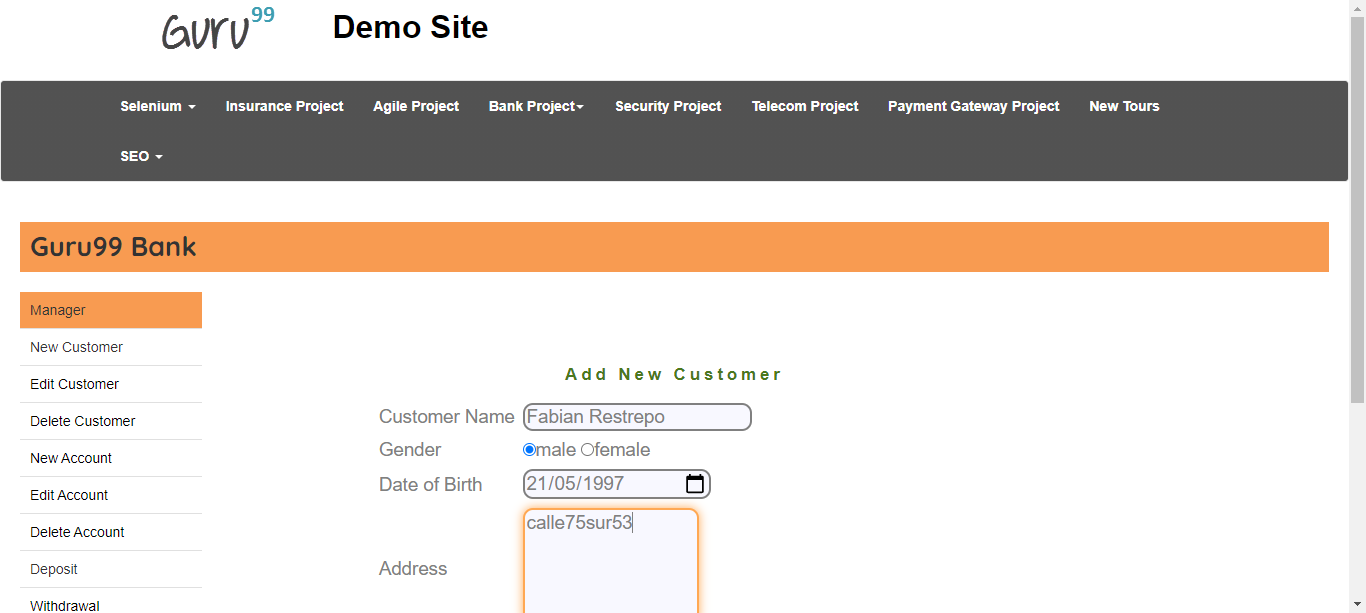 Guru99 Demo Site
Selenium Insurance Project Agile Project Bank Project Security Project Telecom Project Payment Gateway Project New Tours
SEO
Guru99 Bank
Manager
New Customer
Edit Customer
Delete Customer
New Account
Edit Account
Delete Account
Deposit
Withdrawal
Add New Customer
Customer Name Fabian Restrepo
Gender male female
Date of Birth 21/05/1997
Address calle75sur53